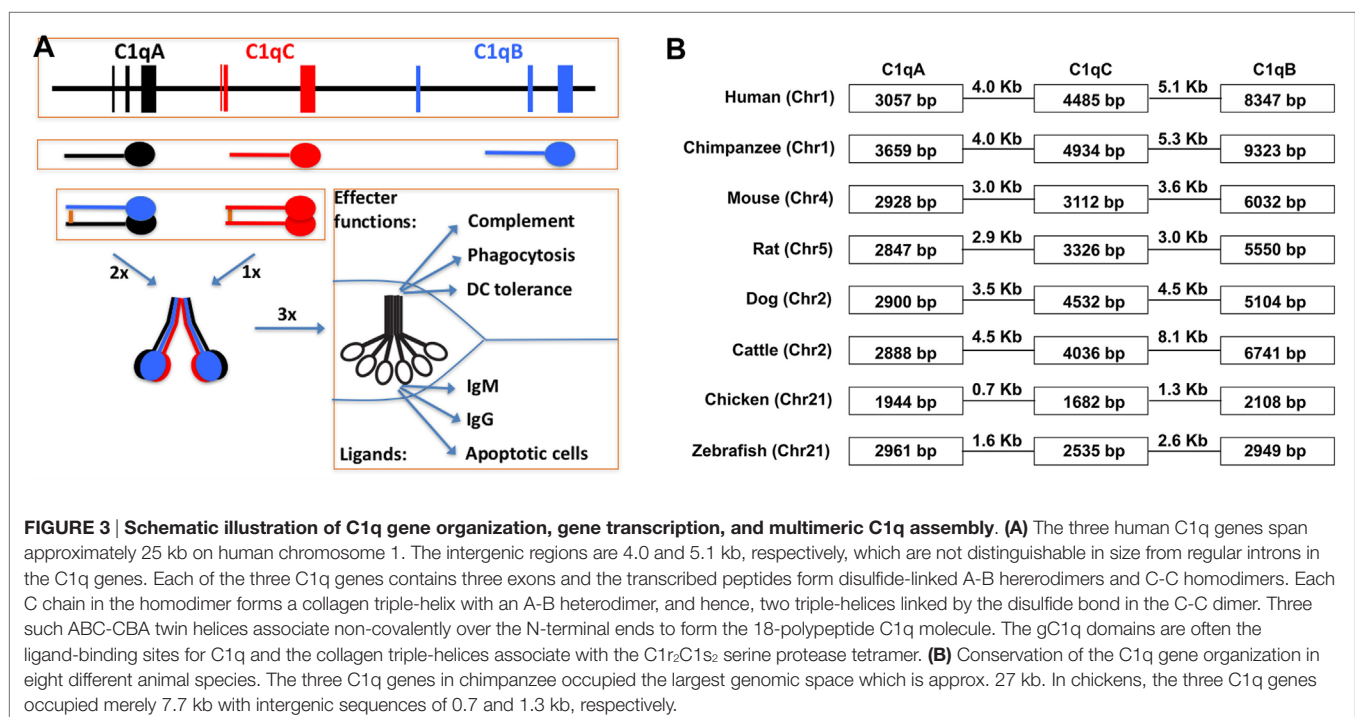 A
C1qA C1qC C1qB
Effecter
functions:
Complement
Phagocytosis
DC tolerance
2x 1x
3x
IgM
IgG
Ligands: Apoptotic cells
B
C1qA C1qC C1qB
Human (Chr1) 3057 bp 4.0 Kb 4485 bp 5.1 Kb 8347 bp
Chimpanzee (Chr1) 3659 bp 4.0 Kb 4934 bp 5.3 Kb 9323 bp
Mouse (Chr4) 2928 bp 3.0 Kb 3112 bp 3.6 Kb 6032 bp
Rat (Chr5) 2847 bp 2.9 Kb 3326 bp 3.0 Kb 5550 bp
Dog (Chr2) 2900 bp 3.5 Kb 4532 bp 4.5 Kb 5104 bp
Cattle (Chr2) 2888 bp 4.5 Kb 4036 bp 8.1 Kb 6741 bp
Chicken (Chr21) 1944 bp 0.7 Kb 1682 bp 1.3 Kb 2108 bp
Zebrafish (Chr21) 2961 bp 1.6 Kb 2535 bp 2.6 Kb 2949 bp
FIGURE 3 | Schematic illustration of C1q gene organization, gene transcription, and multimeric C1q assembly. (A) The three human C1q genes span
approximately 25 kb on human chromosome 1. The intergenic regions are 4.0 and 5.1 kb, respectively, which are not distinguishable in size from regular introns in
the C1q genes. Each of the three C1q genes contains three exons and the transcribed peptides form disulfide-linked A-B hererodimers and C-C homodimers. Each
C chain in the homodimer forms a collagen triple-helix with an A-B heterodimer, and hence, two triple-helices linked by the disulfide bond in the C-C dimer. Three
such ABC-CBA twin helices associate non-covalently over the N-terminal ends to form the 18-polypeptide C1q molecule. The gC1q domains are often the
ligand-binding sites for C1q and the collagen triple-helices associate with the C1r₂C1s₂ serine protease tetramer. (B) Conservation of the C1q gene organization in
eight different animal species. The three C1q genes in chimpanzee occupied the largest genomic space which is approx. 27 kb. In chickens, the three C1q genes
occupied merely 7.7 kb with intergenic sequences of 0.7 and 1.3 kb, respectively.